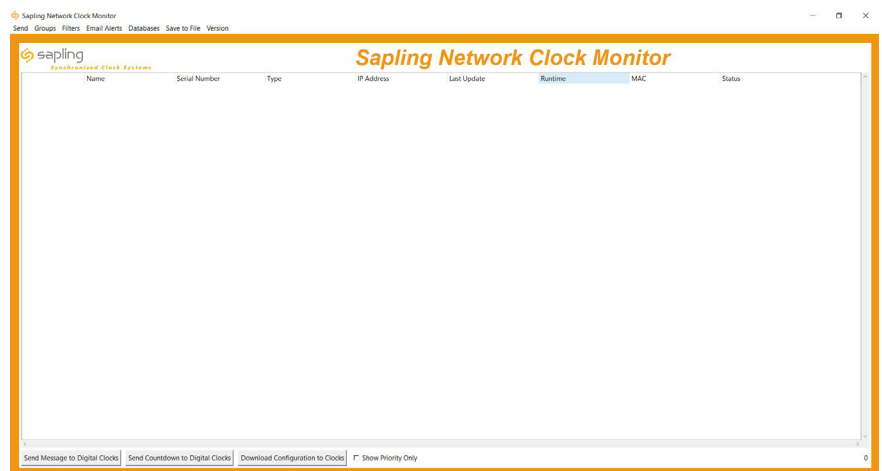 Sapling Network Clock Monitor
Send Groups Filters Email Alerts Databases Save to File Version
sapling
Synchronized Clock Systems
Sapling Network Clock Monitor
Name Serial Number Type IP Address Last Update Runtime MAC Status
Send Message to Digital Clocks Send Countdown to Digital Clocks Download Configuration to Clocks Show Priority Only 0